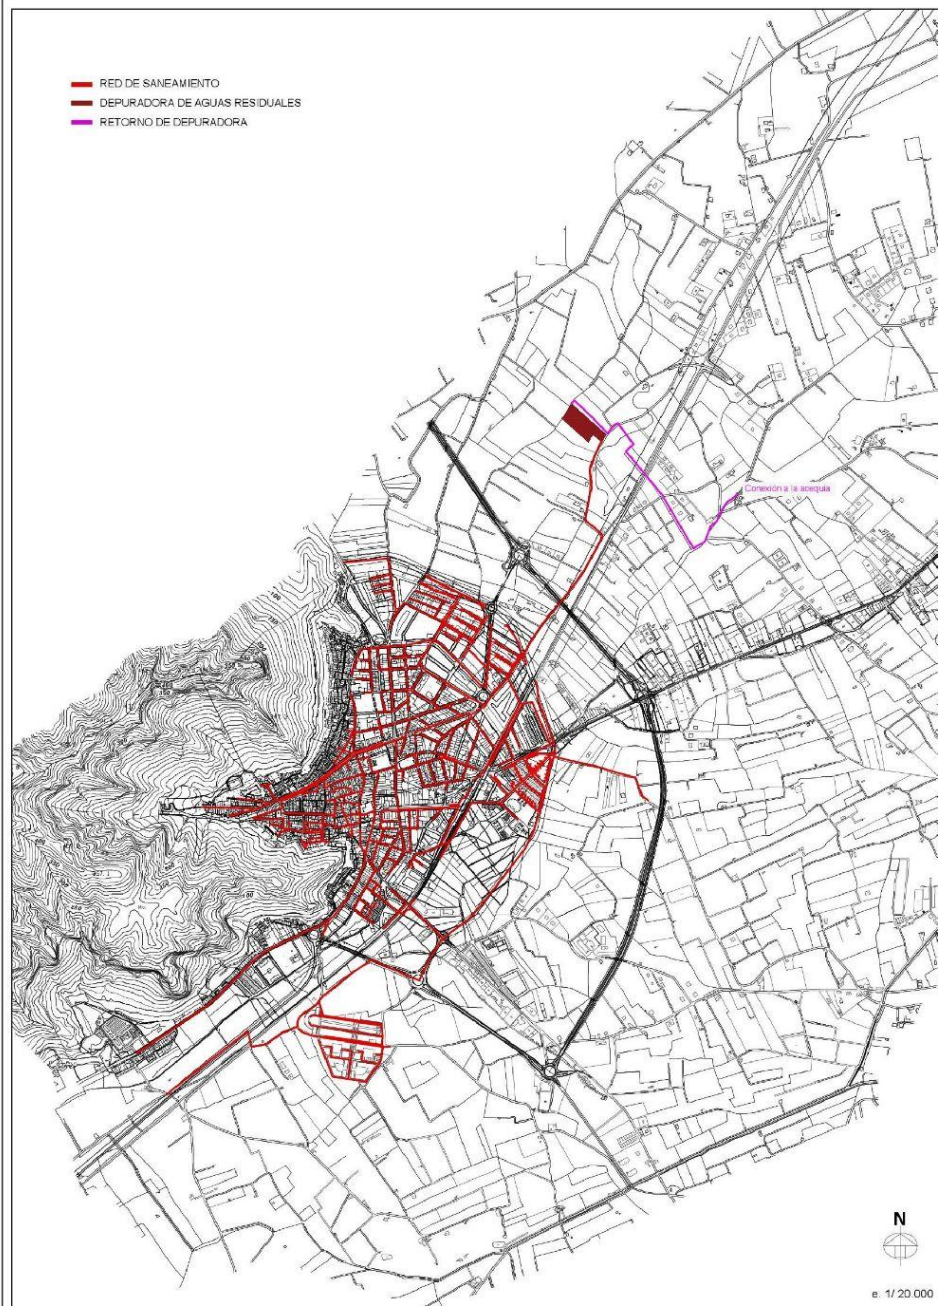 RED DE SANEAMIENTO
DEPURADORA DE AGUAS RESIDUALES
RETORNO DE DEPURADORA
Conexión a la acequia
N
e. 1/ 20.000